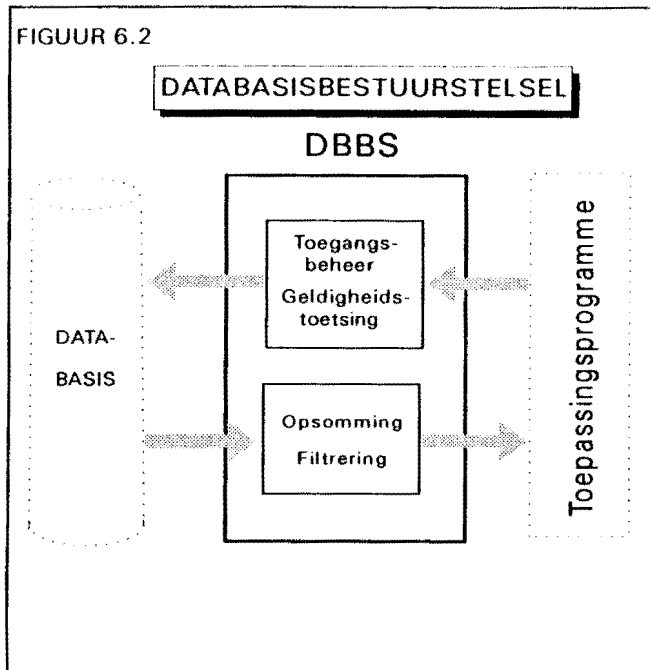 FIGUUR 6.2
DATABASISBESTUURSTELSEL
DBBS
Toegangs-
beheer
Geldigheids-
toetsing
DATA-
BASIS
Opsomming
Filtrering
Toepassingsprogramme